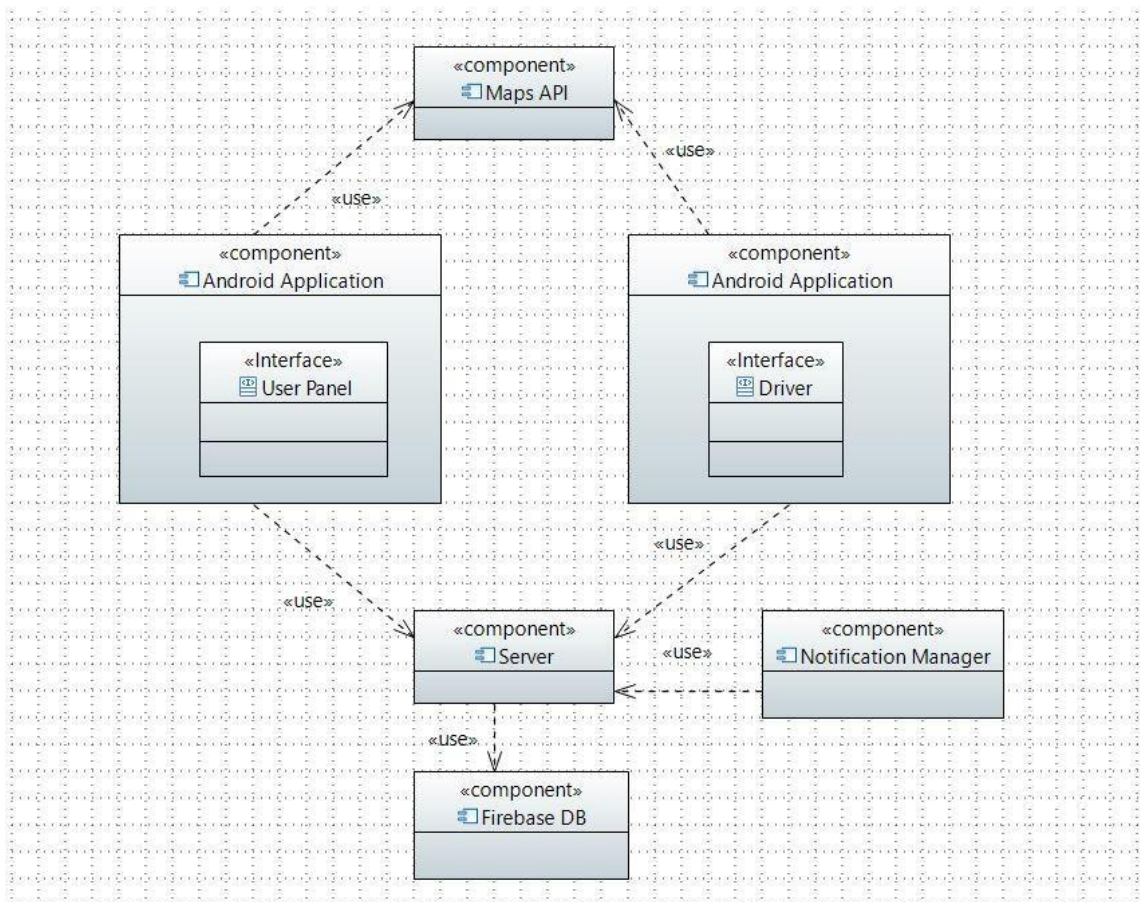 «component»
Maps API
«use»
«use»
«component»
Android Application
«Interface»
User Panel
«component»
Android Application
«Interface»
Driver
«use»
«use»
«component»
Server
«use»
«component»
Notification Manager
«use»
«component»
Firebase DB